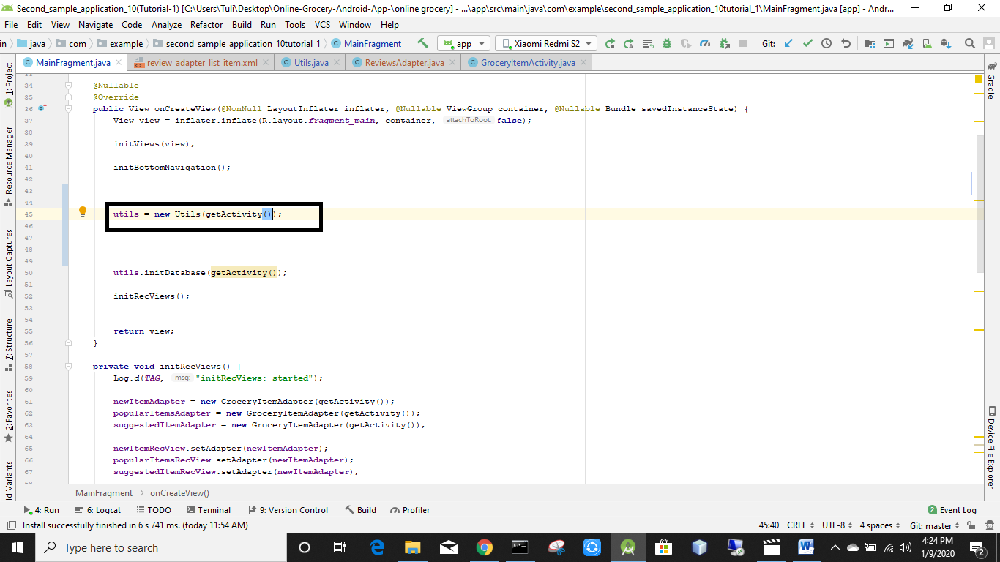 Second_sample_application_10(Tutorial-1) [C:\Users\Tuli\Desktop\Online-Grocery-Android-App-\online grocery] - ...\app\src\main\java\com\example\second_sample_application_10tutorial_1\MainFragment.java [app] - Andr...
File Edit View Navigate Code Analyze Refactor Build Run Tools VCS Window Help
in java com example second_sample_application_10tutorial_1 MainFragment app Xiaomi Redmi S2 Git:
MainFragment.java review_adapter_list_item.xml Utils.java ReviewsAdapter.java GroceryItemActivity.java
1: Project
Resource Manager
Layout Captures
7: Structure
2: Favorites
ld Variants
34 @Nullable
35 @Override
36 public View onCreateView(@NonNull LayoutInflater inflater, @Nullable ViewGroup container, @Nullable Bundle savedInstanceState) {
37 View view = inflater.inflate(R.layout.fragment_main, container, attachToRoot: false);
38
39 initViews(view);
40
41 initBottomNavigation();
42
43
44
45 utils = new Utils(getActivity());
46
47
48
49
50 utils.initDatabase(getActivity());
51
52 initRecViews();
53
54
55 return view;
56 }
57
58 private void initRecViews() {
59 Log.d(TAG, msg: "initRecViews: started");
60
61 newItemAdapter = new GroceryItemAdapter(getActivity());
62 popularItemsAdapter = new GroceryItemAdapter(getActivity());
63 suggestedItemAdapter = new GroceryItemAdapter(getActivity());
64
65 newItemRecView.setAdapter(newItemAdapter);
66 popularItemsRecView.setAdapter(newItemAdapter);
67 suggestedItemRecView.setAdapter(newItemAdapter);
Gradle
Device File Explorer
MainFragment onCreateView()
4: Run 6: Logcat TODO Terminal 9: Version Control Build Profiler 2 Event Log
Install successfully finished in 6 s 741 ms. (today 11:54 AM) 45:40 CRLF UTF-8 4 spaces Git: master
Type here to search
4:24 PM
1/9/2020
2